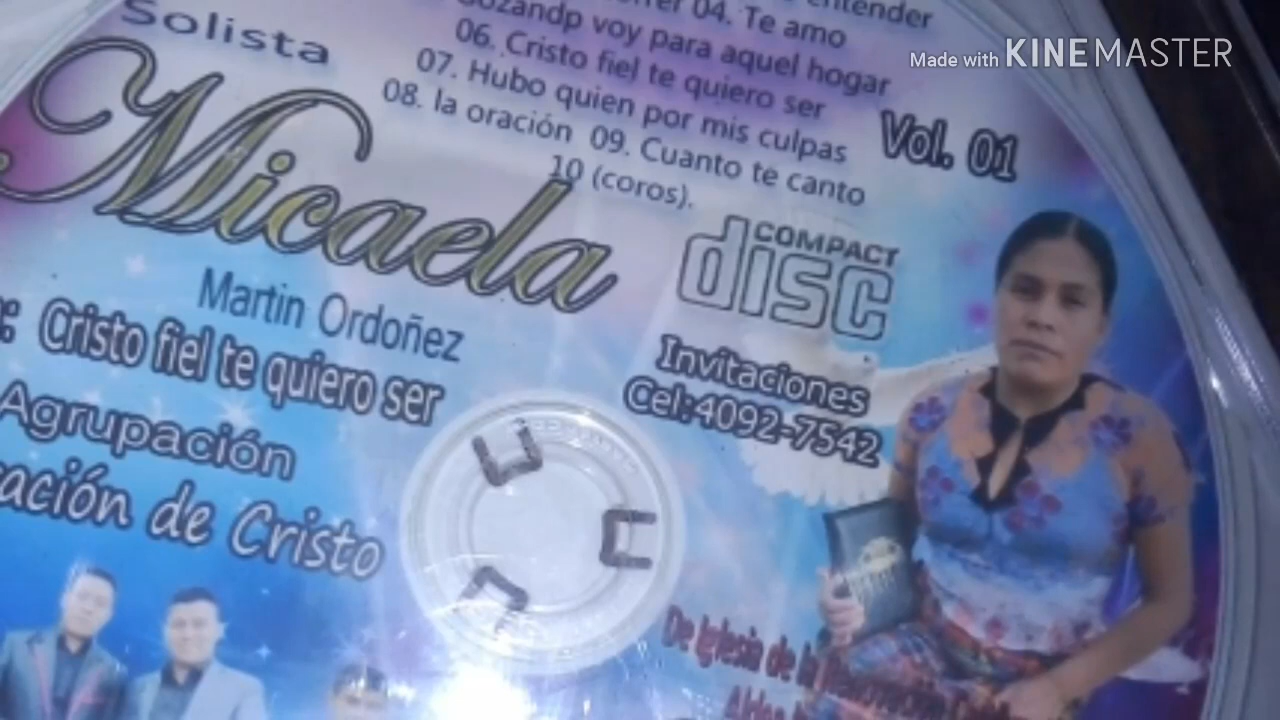 entender
04. Te amo
voy para aquel hogar
06. Cristo fiel te quiero ser
07. Hubo quien por mis culpas
08. la oración 09. Cuanto te canto
10 (coros).
Solista
Micaela
Martin Ordoñez
Cristo fiel te quiero ser
Agrupación
de Cristo
Vol. 01
COMPACT
disc
Invitaciones
Cel:4092-7542
De Iglesia de la
Made with KINEMASTER